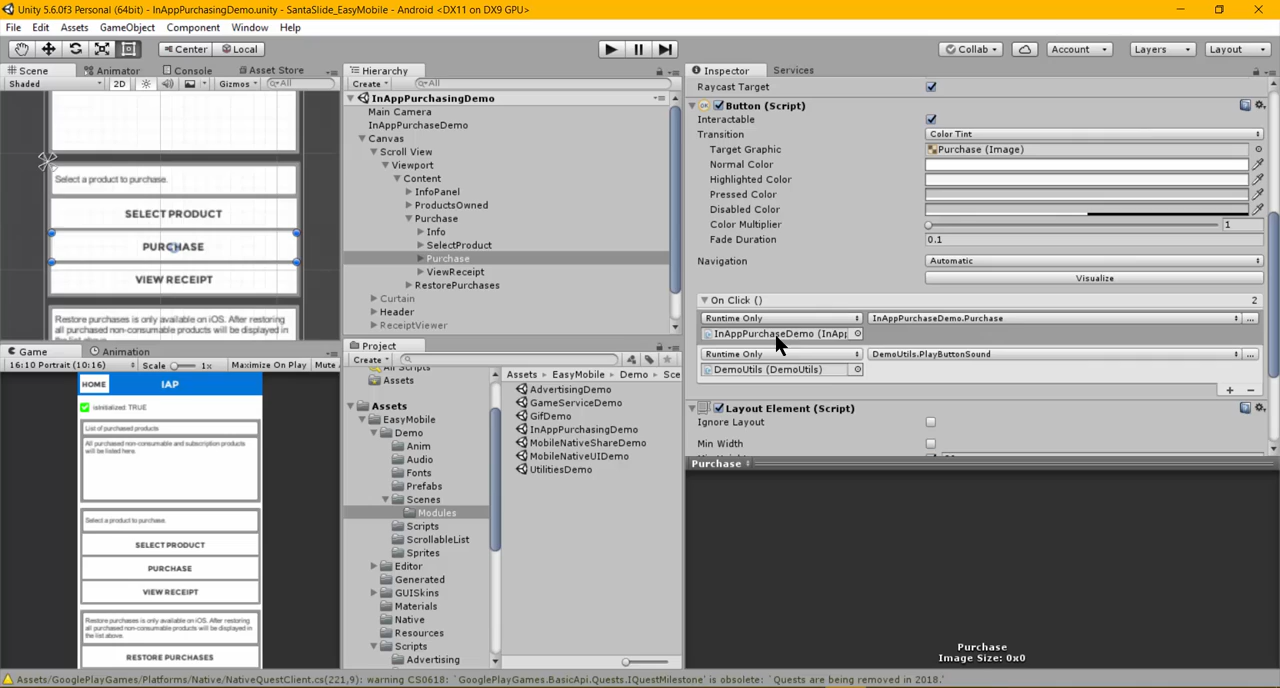 Unity 5.6.0f3 Personal (64bit) - InAppPurchasingDemo.unity - SantaSlide_EasyMobile - Android <DX11 on DX9 GPU>
File Edit Assets GameObject Component Window Help
Center Local Collab Account Layers Layout
Scene Animator Console Asset Store
Shaded 2D Gizmos All
Select a product to purchase.
SELECT PRODUCT
PURCHASE
VIEW RECEIPT
Restore purchases is only available on iOS. After restoring
all purchased non-consumable products will be displayed in
Game Animation
16:10 Portrait (10:16) Scale 1x Maximize On Play Mute
HOME IAP
isInitialized: TRUE
List of purchased products
All purchased non-consumable and subscription products
will be listed here.
Select a product to purchase.
SELECT PRODUCT
PURCHASE
VIEW RECEIPT
Restore purchases is only available on iOS. After restoring
all purchased non-consumable products will be displayed in
the list above.
RESTORE PURCHASES
Hierarchy
Create All
InAppPurchasingDemo
Main Camera
InAppPurchaseDemo
Canvas
Scroll View
Viewport
Content
InfoPanel
ProductsOwned
Purchase
Info
SelectProduct
Purchase
ViewReceipt
RestorePurchases
Curtain
Header
ReceiptViewer
Project
Create
All Scripts
Assets
Assets
EasyMobile
Demo
Anim
Audio
Fonts
Prefabs
Scenes
Modules
Scripts
ScrollableList
Sprites
Editor
Generated
GUISkins
Materials
Native
Resources
Scripts
Advertising
Assets EasyMobile Demo Sce
AdvertisingDemo
GameServiceDemo
GifDemo
InAppPurchasingDemo
MobileNativeShareDemo
MobileNativeUIDemo
UtilitiesDemo
Inspector Services
Raycast Target
Button (Script)
Interactable
Transition Color Tint
Target Graphic Purchase (Image)
Normal Color
Highlighted Color
Pressed Color
Disabled Color
Color Multiplier 1
Fade Duration 0.1
Navigation Automatic
Visualize
On Click () 2
Runtime Only InAppPurchaseDemo.Purchase ...
InAppPurchaseDemo (InApp
Runtime Only DemoUtils.PlayButtonSound ...
DemoUtils (DemoUtils)
+ −
Layout Element (Script)
Ignore Layout
Min Width
Purchase
Purchase
Image Size: 0x0
Assets/GooglePlayGames/Platforms/Native/NativeQuestClient.cs(221,9): warning CS0618: `GooglePlayGames.BasicApi.Quests.IQuestMilestone' is obsolete: `Quests are being removed in 2018.'